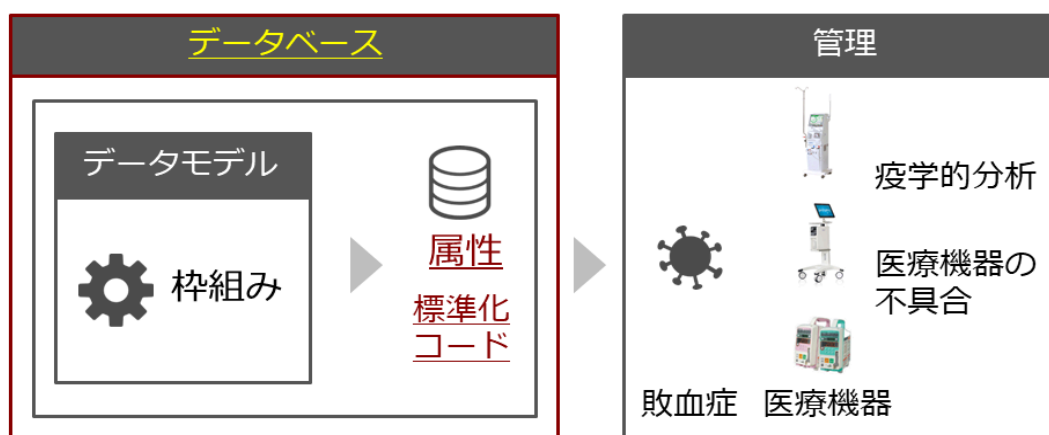 データベース
管理
データモデル
枠組み
属性
標準化
コード
疫学的分析
医療機器の
不具合
敗血症
医療機器